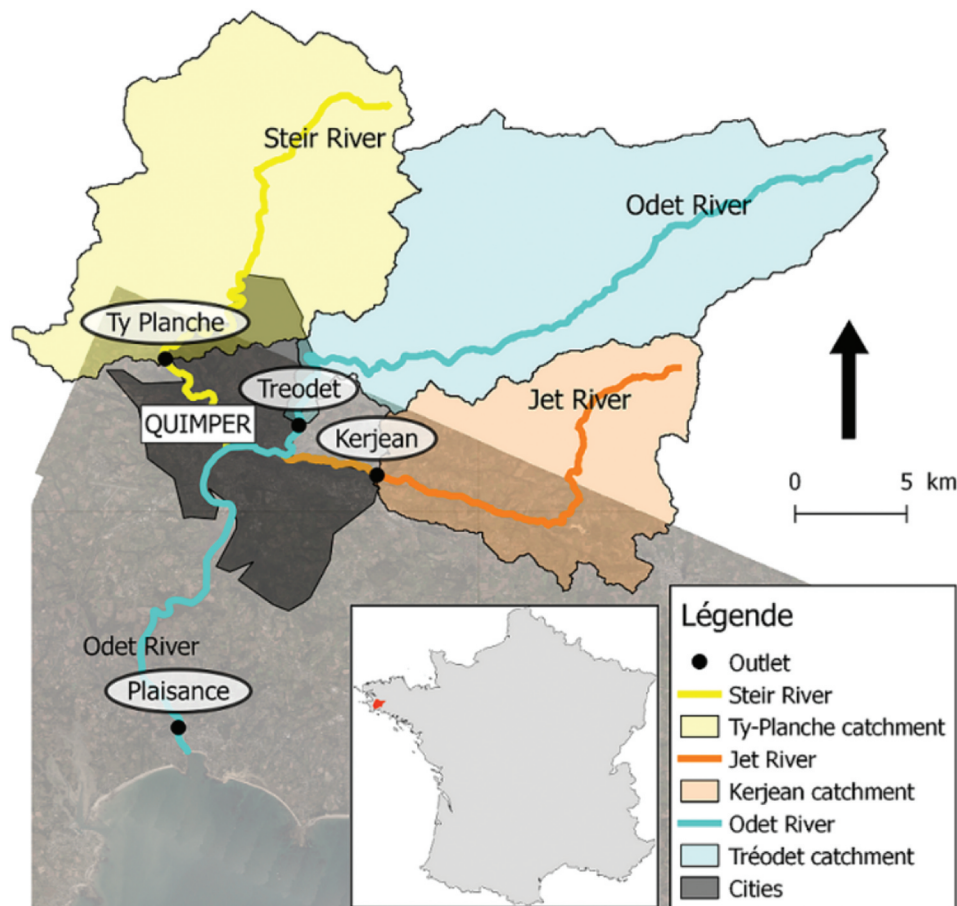 Steir River
Odet River
Ty Planche
Treodet
Jet River
QUIMPER
Kerjean
0 5 km
Odet River
Plaisance
Légende
Outlet
Steir River
Ty-Planche catchment
Jet River
Kerjean catchment
Odet River
Tréodet catchment
Cities